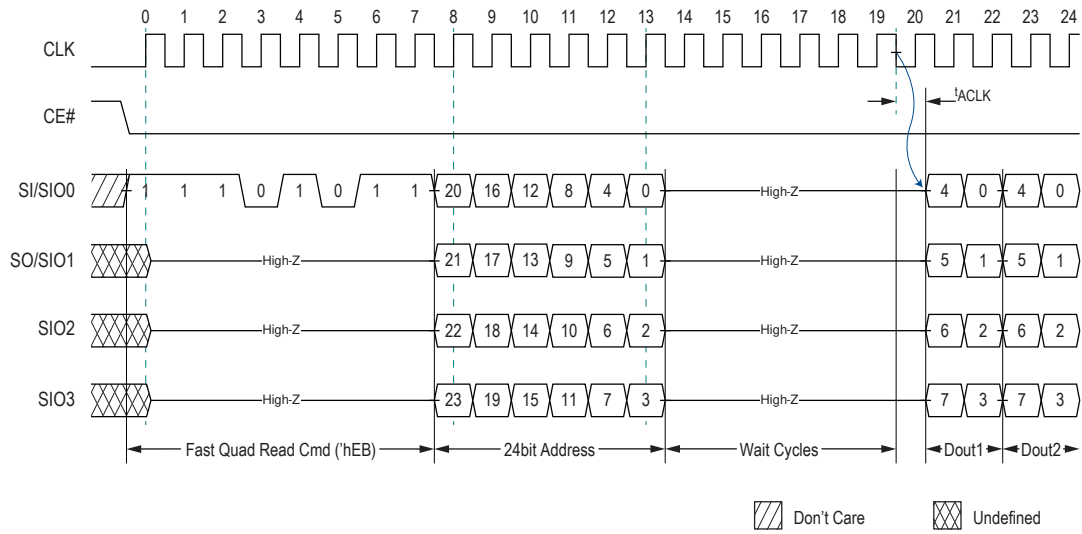 0 1 1 2 3 4 5 6 7 8 9 10 11 12 13 14 15 16 17 18 19 20 21 22 24
CLK
tACLK
CE#
SI/SIO0 1 1 1 0 1 0 1 1 20 16 12 8 4 0 High-Z 4 0 4 0
SO/SIO1 High-Z 21 17 13 9 5 1 High-Z 5 1 5 1
SIO2 High-Z 22 18 14 10 6 2 High-Z 6 2 6 2
SIO3 High-Z 23 19 15 11 7 3 High-Z 7 3 7 3
Fast Quad Read Cmd ('hEB) 24bit Address Wait Cycles Dout1 Dout2
Don't Care Undefined